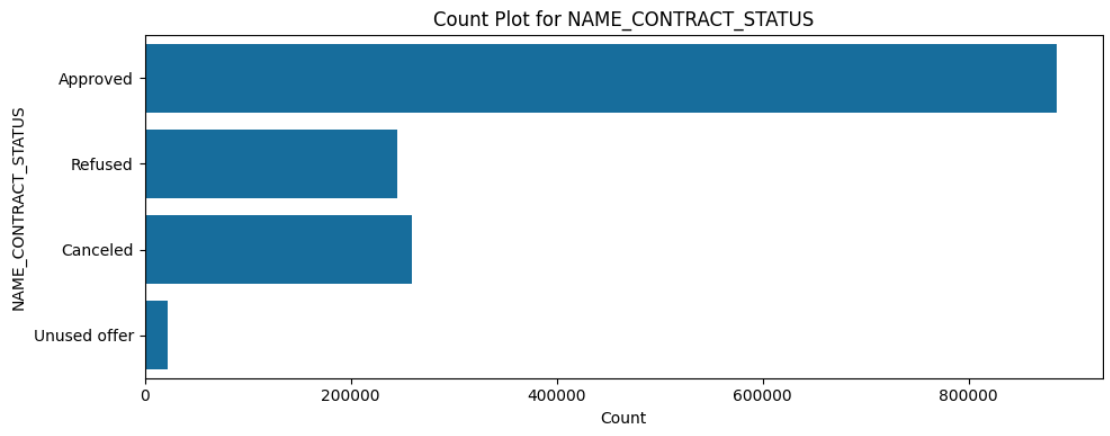 Count Plot for NAME_CONTRACT_STATUS
NAME_CONTRACT_STATUS
Approved
Refused
Canceled
Unused offer
0 200000 400000 600000 800000
Count